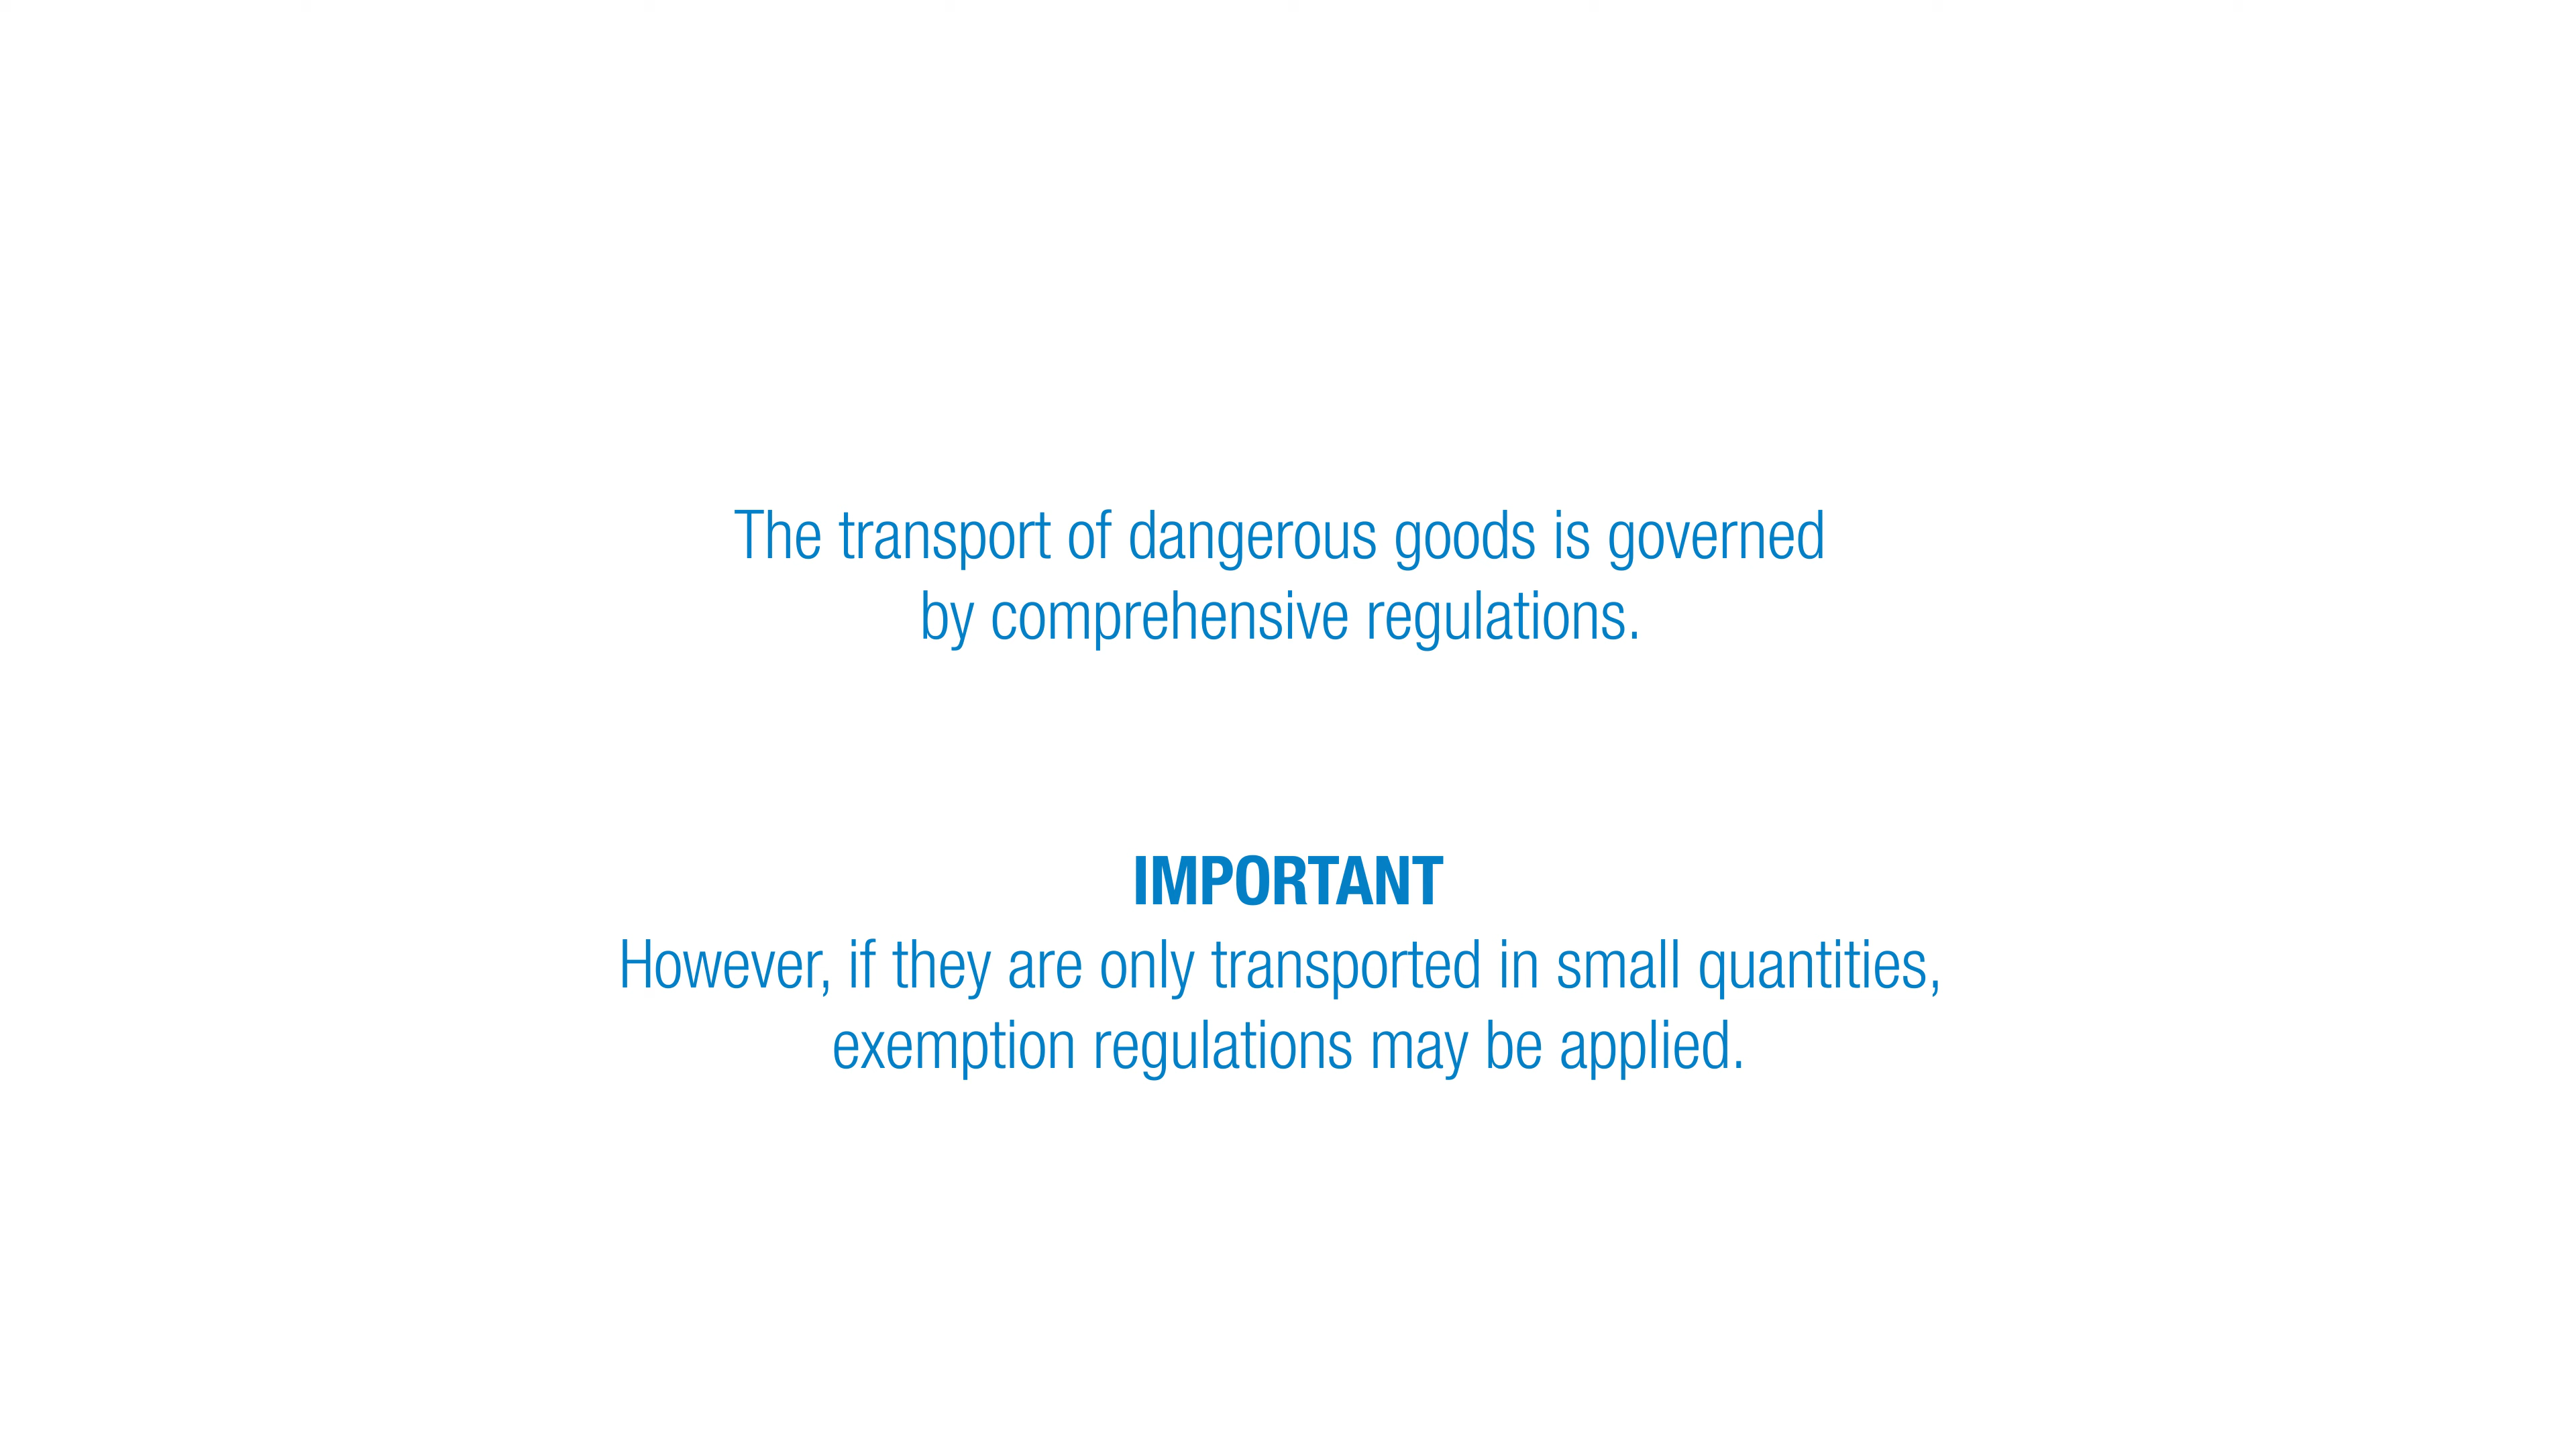 The transport of dangerous goods is governed
by comprehensive regulations.
IMPORTANT
However, if they are only transported in small quantities,
exemption regulations may be applied.